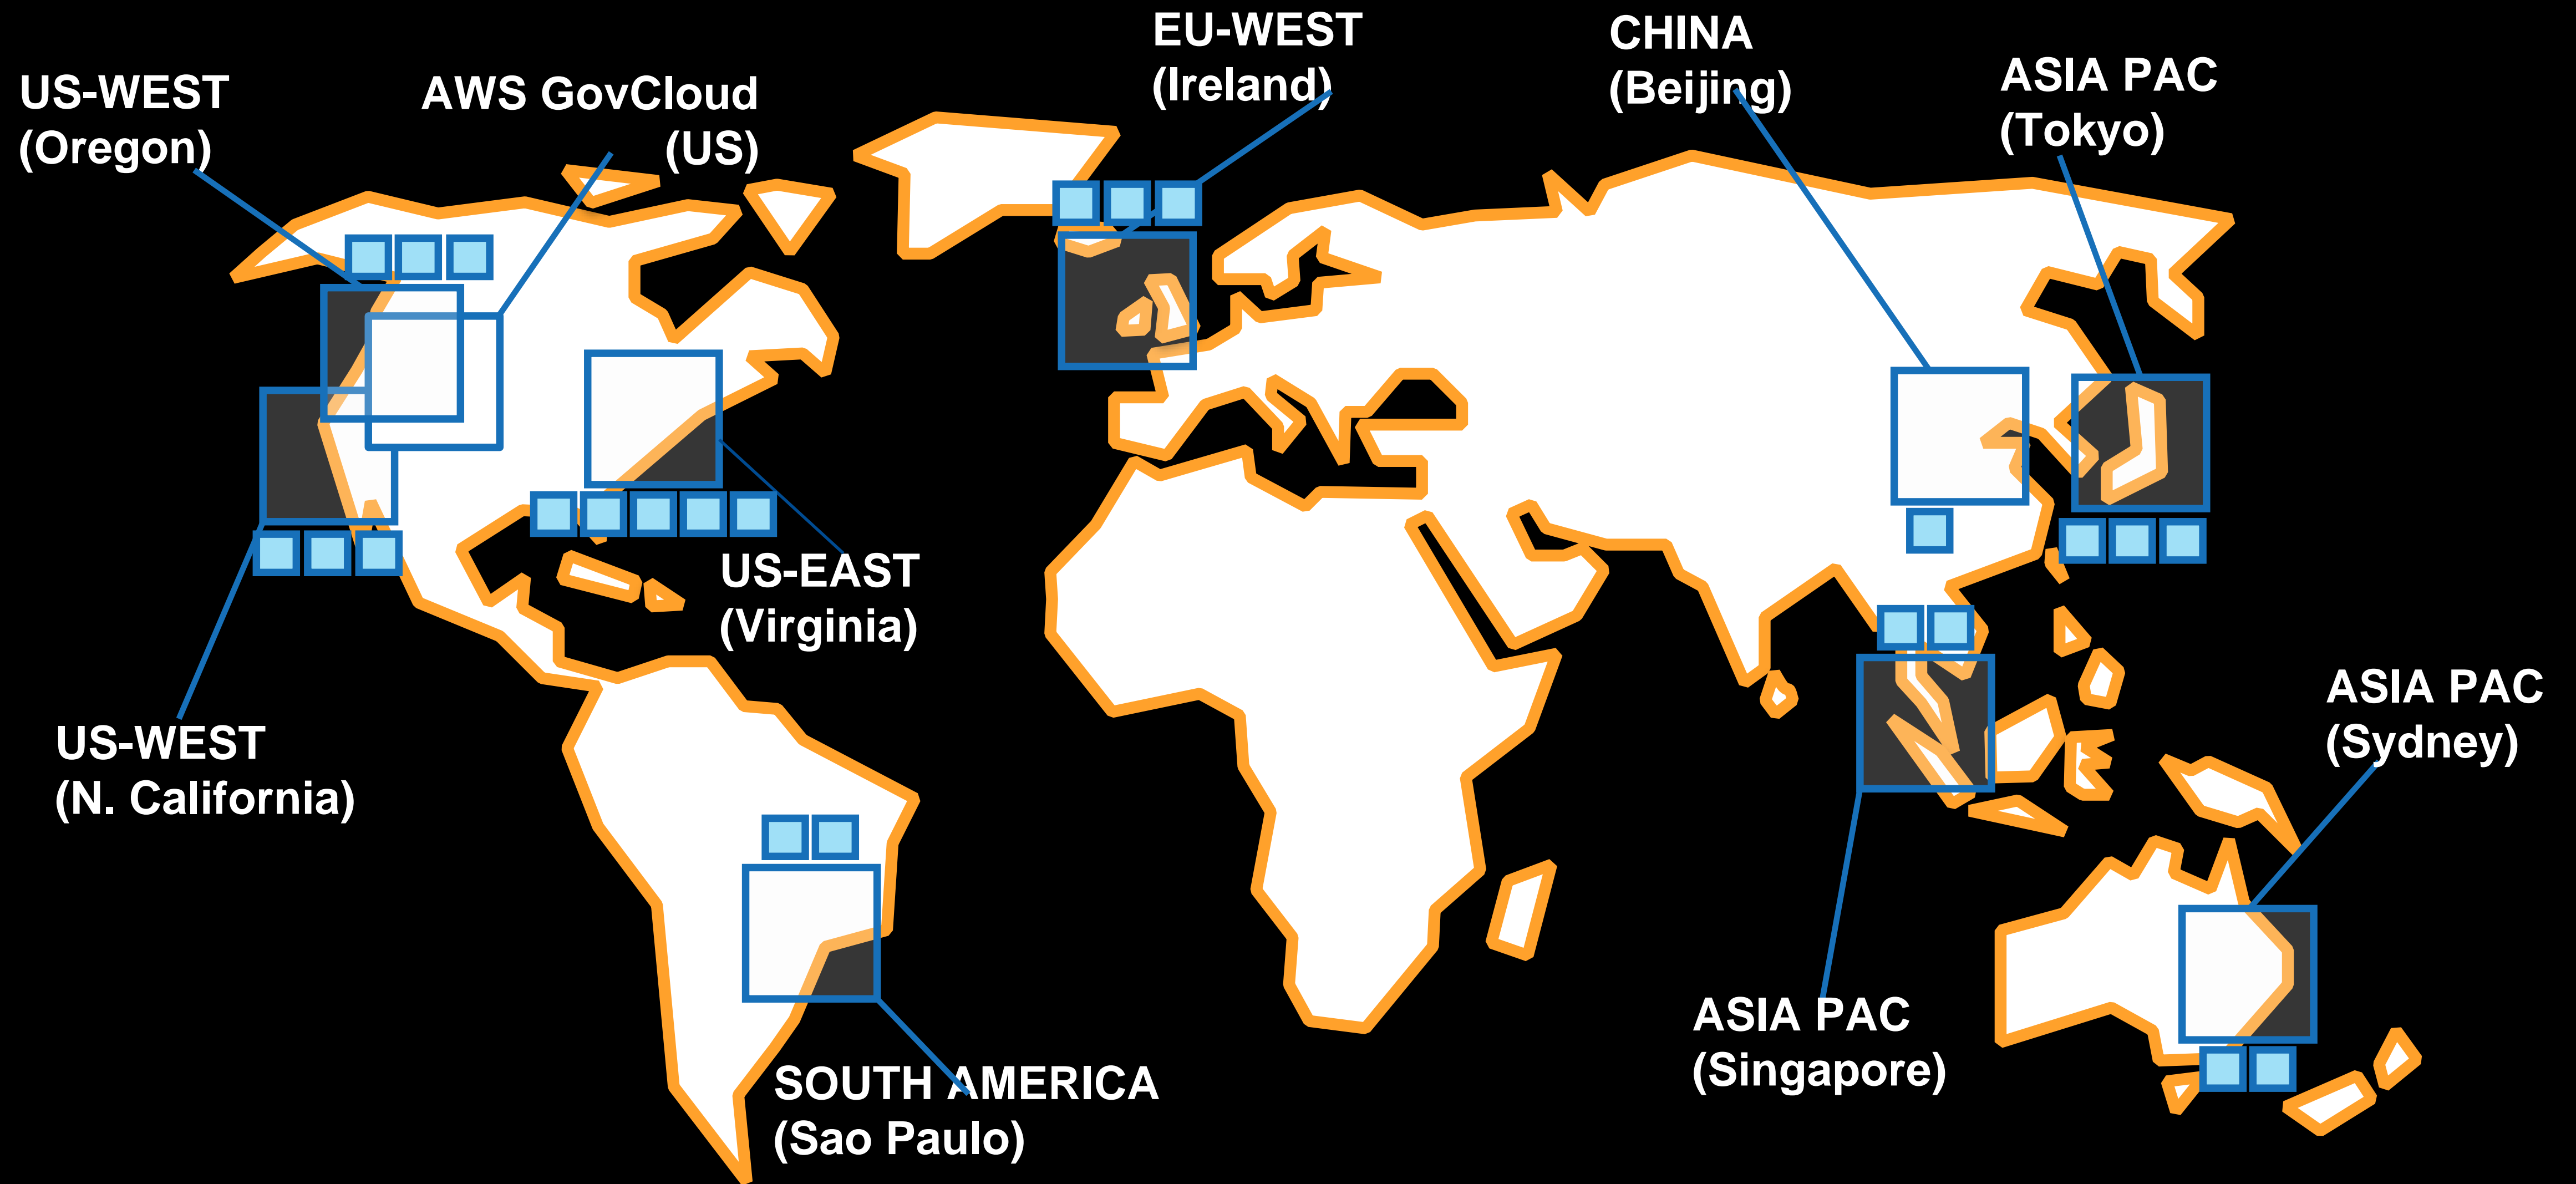 US-WEST
(Oregon)
AWS GovCloud
(US)
EU-WEST
(Ireland)
CHINA
(Beijing)
ASIA PAC
(Tokyo)
US-EAST
(Virginia)
US-WEST
(N. California)
ASIA PAC
(Sydney)
ASIA PAC
(Singapore)
SOUTH AMERICA
(Sao Paulo)